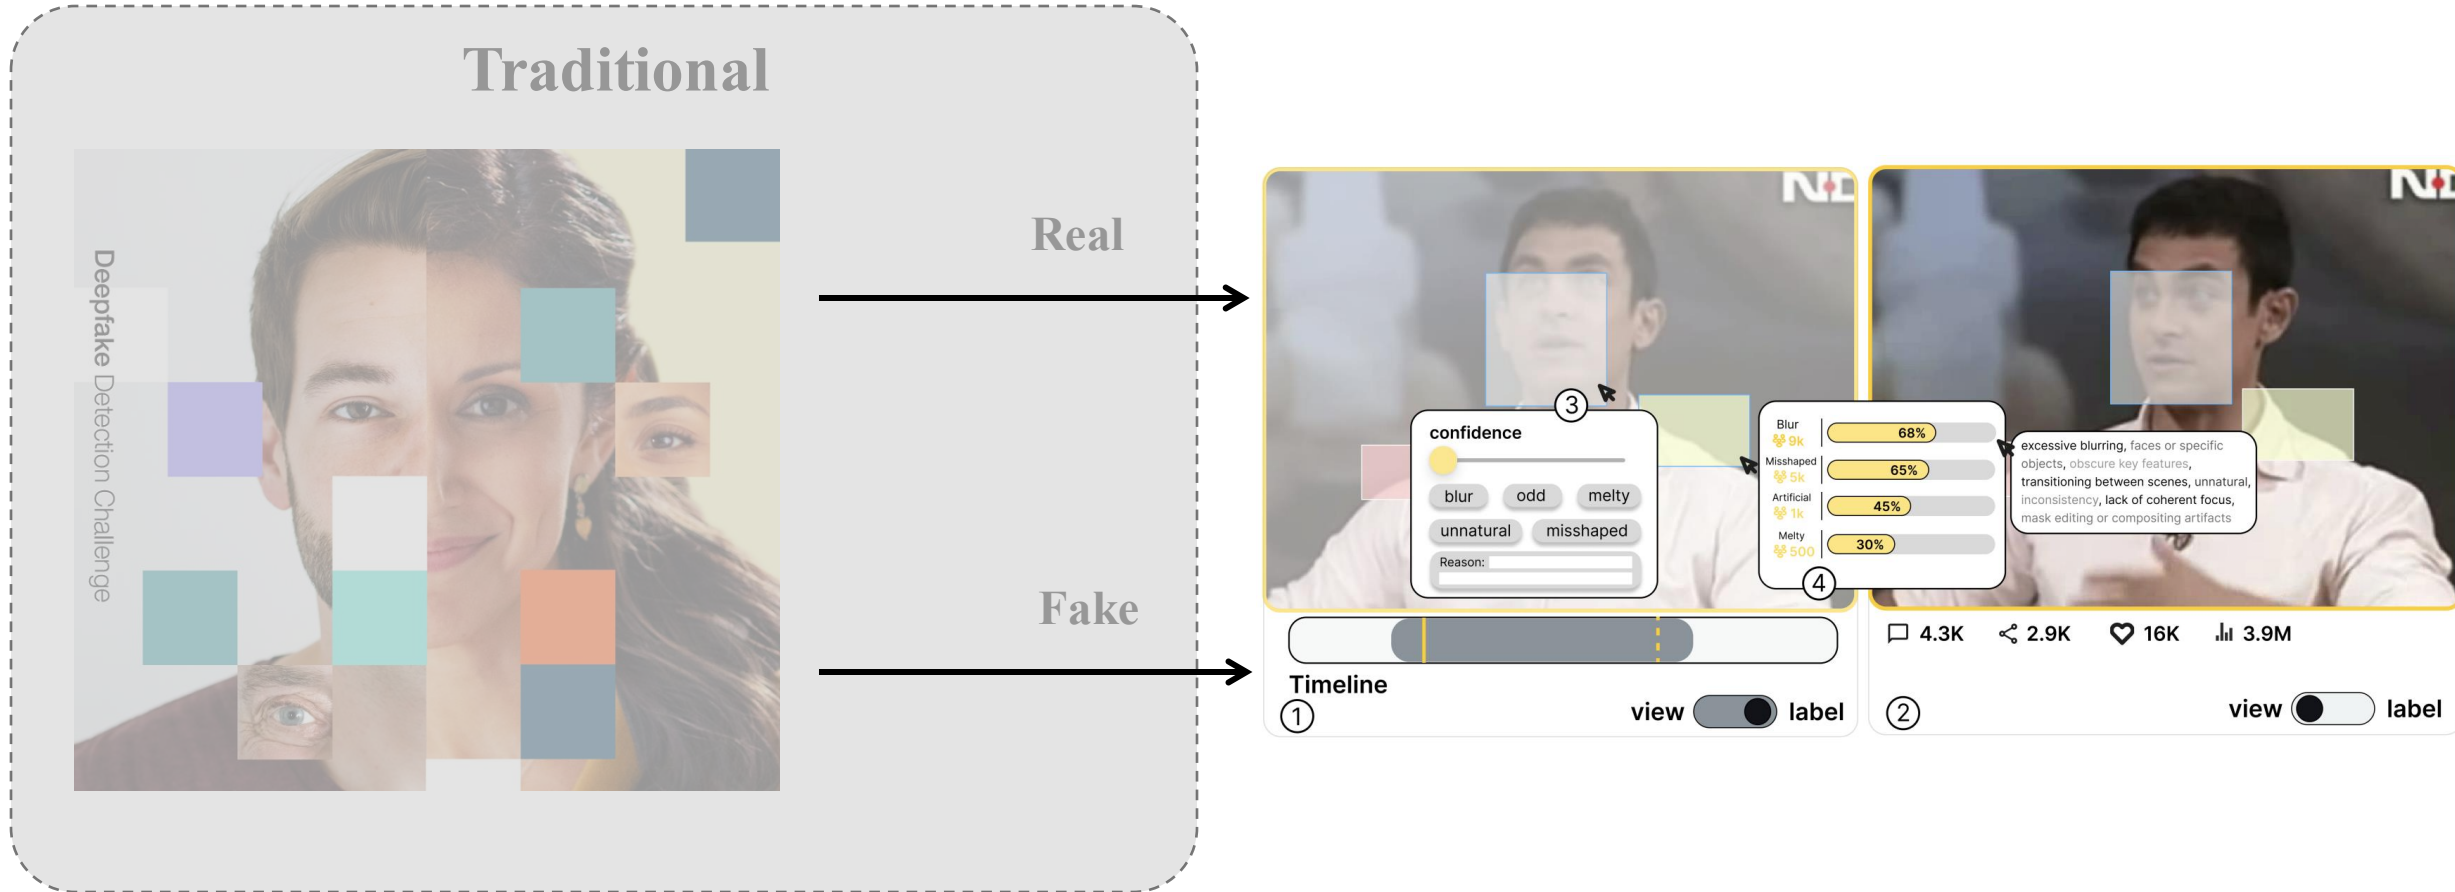 Traditional
Deepfake Detection Challenge
Real
Fake
confidence
blur odd melty
unnatural misshaped
Reason:
3
Timeline
1
view label
Blur
9k
68%
Misshaped
5k
65%
Artificial
1k
45%
Melty
500
30%
4
excessive blurring, faces or specific
objects, obscure key features,
transitioning between scenes, unnatural,
inconsistency, lack of coherent focus,
mask editing or compositing artifacts
4.3K 2.9K 16K 3.9M
2
view label